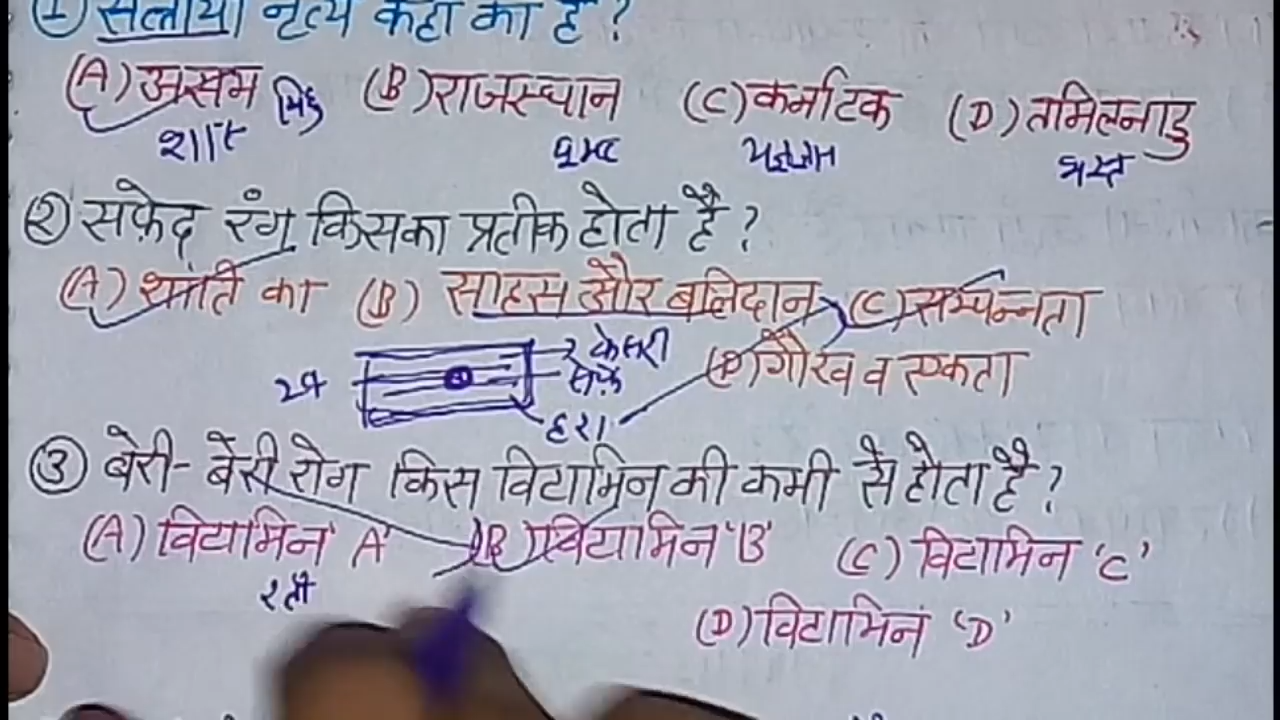 ① सत्तीया नृत्य कहाँ का है ?
(A) असम बिहु (B) राजस्थान (C) कर्नाटक (D) तमिलनाडु
② सफ़ेद रंग किसका प्रतीक होता है ?
(A) शांति का (B) साहस और बलिदान (C) सम्पन्नता
केसरी (D) गौरव व एकता
सफे
हरा
③ बेरी-बेरी रोग किस विटामिन की कमी से होता है ?
(A) विटामिन 'A' (B) विटामिन 'B' (C) विटामिन 'C'
(D) विटामिन 'D'